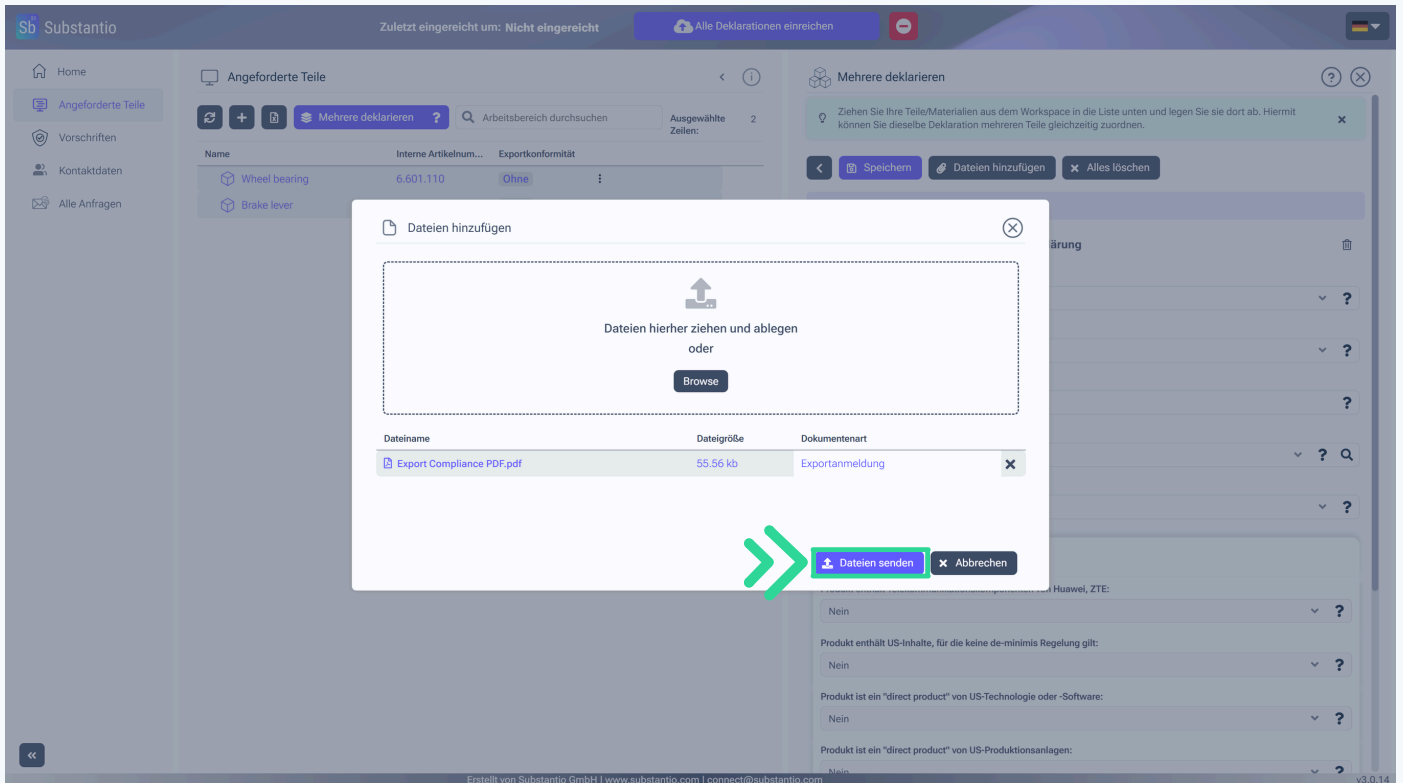 Sb Substantio
Zuletzt eingereicht um: Nicht eingereicht
Alle Deklarationen einreichen
Home
Angeforderte Teile
Vorschriften
Kontaktdaten
Alle Anfragen
Angeforderte Teile
Mehrere deklarieren ?
Arbeitsbereich durchsuchen
Ausgewählte Zeilen: 2
Name Interne Artikelnum... Exportkonformität
Wheel bearing 6.601.110 Ohne
Brake lever
Mehrere deklarieren
Ziehen Sie Ihre Teile/Materialien aus dem Workspace in die Liste unten und legen Sie sie dort ab. Hiermit
können Sie dieselbe Deklaration mehreren Teile gleichzeitig zuordnen.
Speichern
Dateien hinzufügen
Alles löschen
ärung
Dateien hinzufügen
Dateien hierher ziehen und ablegen
oder
Browse
Dateiname Dateigröße Dokumentenart
Export Compliance PDF.pdf 55.56 kb Exportanmeldung
Dateien senden
Abbrechen
Huawei, ZTE:
Nein
Produkt enthält US-Inhalte, für die keine de-minimis Regelung gilt:
Nein
Produkt ist ein "direct product" von US-Technologie oder -Software:
Nein
Produkt ist ein "direct product" von US-Produktionsanlagen:
Nein
Erstellt von Substantio GmbH | www.substantio.com | connect@substantio.com
v3.0.14